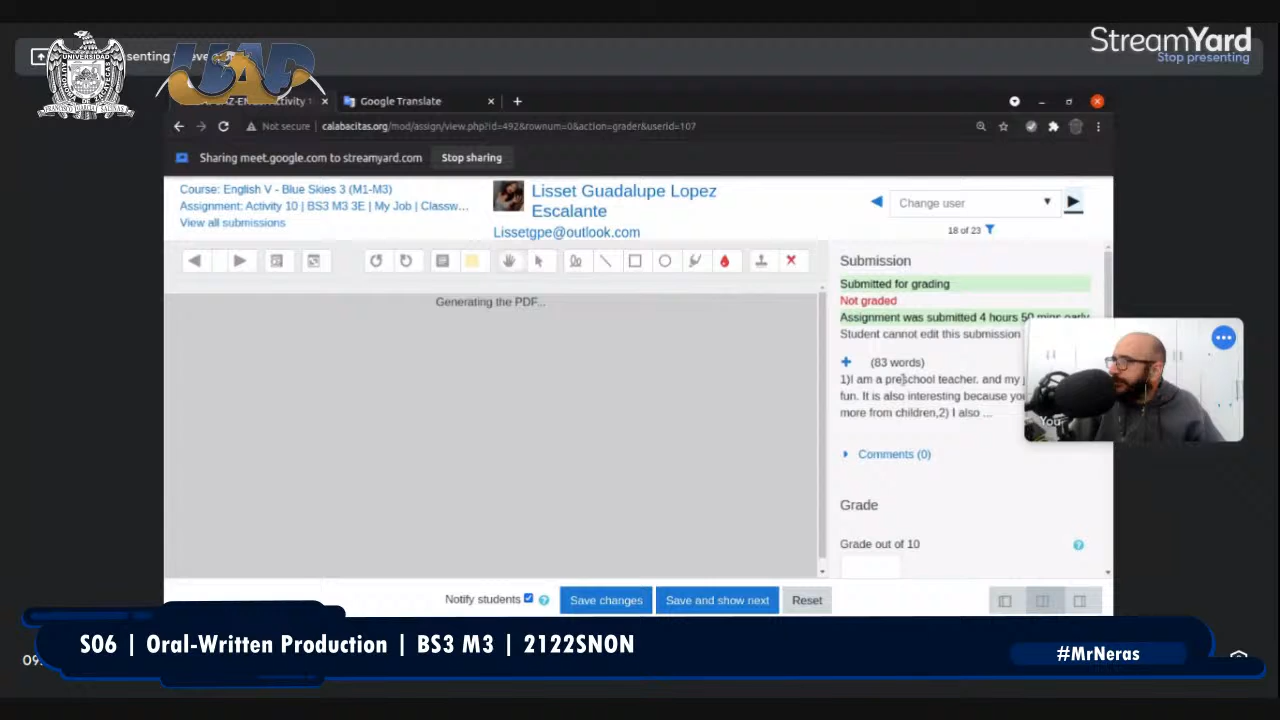 StreamYard
Stop presenting
UNIVERSIDAD
UAP
Activity
Google Translate
Not secure
calabacitas.org/mod/assign/view.php?id=492&rownum=0&action=grader&userid=107
Sharing meet.google.com to streamyard.com
Stop sharing
Course: English V - Blue Skies 3 (M1-M3)
Assignment: Activity 10 | BS3 M3 3E | My Job | Classw...
View all submissions
Lisset Guadalupe Lopez
Escalante
Lissetgpe@outlook.com
Change user
18 of 23
Generating the PDF...
Submission
Submitted for grading
Not graded
Assignment was submitted 4 hours 50 mins early
Student cannot edit this submission
(83 words)
1)I am a preschool teacher. and my
fun. It is also interesting because
more from children,2) I also ...
You
Comments (0)
Grade
Grade out of 10
Notify students
Save changes
Save and show next
Reset
S06 | Oral-Written Production | BS3 M3 | 2122SNON
#MrNeras